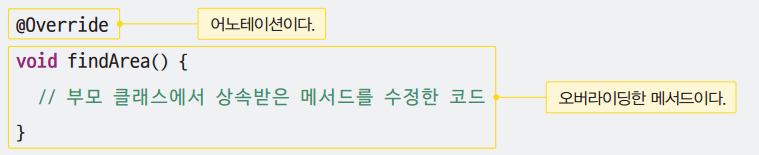 @Override
어노테이션이다.
void findArea() {
// 부모 클래스에서 상속받은 메서드를 수정한 코드
오버라이딩한 메서드이다.
}